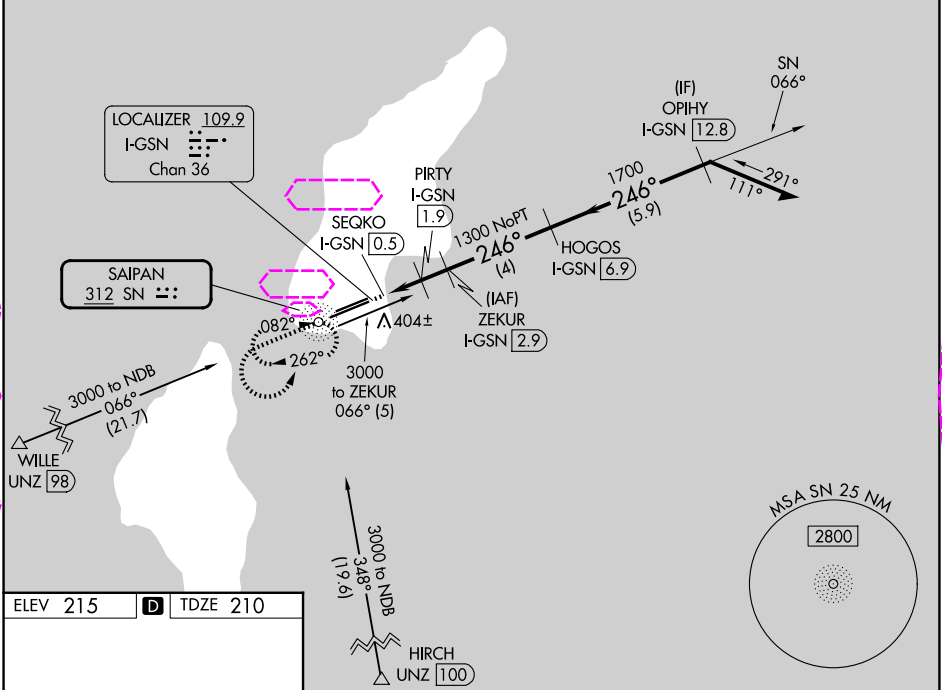 LOCALIZER 109.9
I-GSN
Chan 36
SAIPAN
312 SN
SEQKO
I-GSN 0.5
PIRTY
I-GSN
1.9
(IF)
OPIHY
I-GSN 12.8
SN
066°
291°
111°
1700
246°
(5.9)
HOGOS
I-GSN 6.9
1300 NoPT
246°
(4)
(IAF)
ZEKUR
I-GSN 2.9
404±
082°
262°
3000
to ZEKUR
066° (5)
3000 to NDB
066°
(21.7)
WILLE
UNZ 98
3000 to NDB
348°
(19.6)
HIRCH
UNZ 100
MSA SN 25 NM
2800
ELEV 215 D TDZE 210